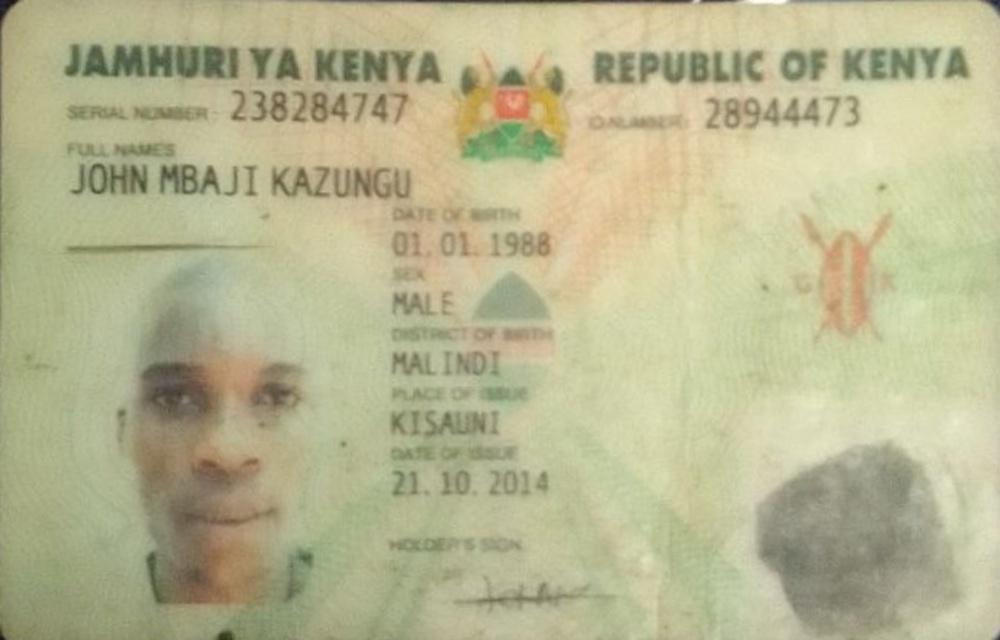 JAMHURI YA KENYA
REPUBLIC OF KENYA
SERIAL NUMBER: 238284747
ID NUMBER: 28944473
FULL NAMES
JOHN MBAJI KAZUNGU
DATE OF BIRTH
01. 01. 1988
SEX
MALE
DISTRICT OF BIRTH
MALINDI
PLACE OF ISSUE
KISAUNI
DATE OF ISSUE
21. 10. 2014
HOLDER'S SIGN.